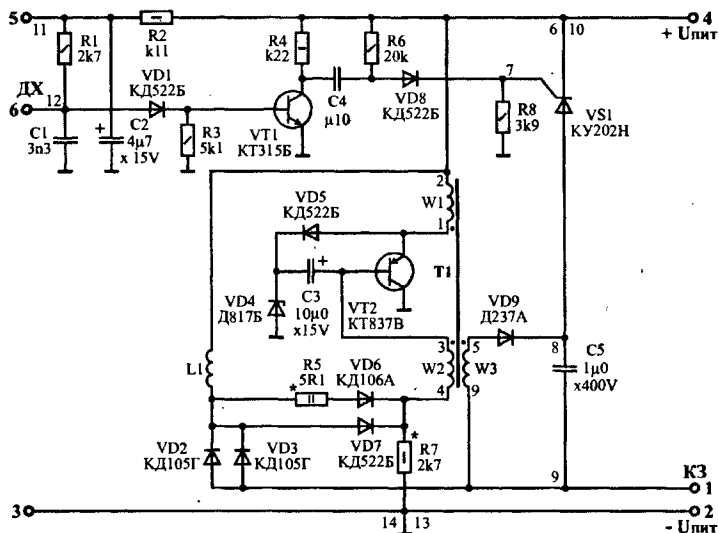 5
11
R1
2k7
R2
k11
R4
k22
R6
20k
6 10
4
+ Uпит
ДХ
6
12
VD1
КД522Б
C4
µ10
VD8
КД522Б
7
R8
3k9
VS1
КУ202Н
C1
3n3
+
C2
4µ7
x 15V
R3
5k1
VT1
КТ315Б
2
W1
1
VD5
КД522Б
+
C3
10µ0
x15V
VD4
Д817Б
VT2
КТ837В
T1
VD9
Д237А
L1
3
W2
4
5
W3
9
8
C5
1µ0
x400V
*
R5
5R1
VD6
КД106А
VD7
КД522Б
*
R7
2k7
VD2
КД105Г
VD3
КД105Г
9
КЗ
1
3
14 13
2
- Uпит